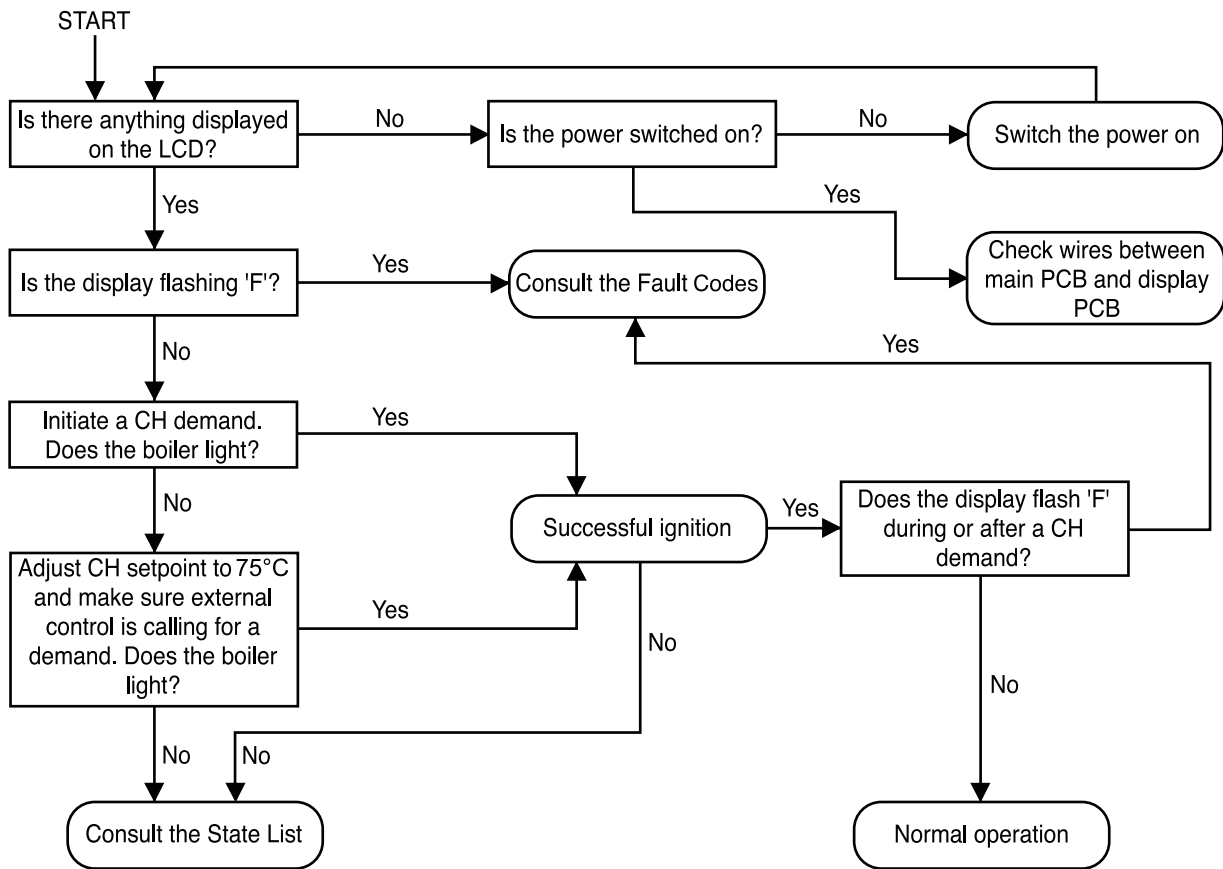 START
Is there anything displayed
on the LCD?
No
Is the power switched on?
No
Switch the power on
Yes
Yes
Check wires between
main PCB and display
PCB
Is the display flashing 'F'?
Yes
Consult the Fault Codes
Yes
No
Initiate a CH demand.
Does the boiler light?
Yes
No
Successful ignition
Yes
Does the display flash 'F'
during or after a CH
demand?
Adjust CH setpoint to 75°C
and make sure external
control is calling for a
demand. Does the boiler
light?
Yes
No
No
No
No
Consult the State List
Normal operation